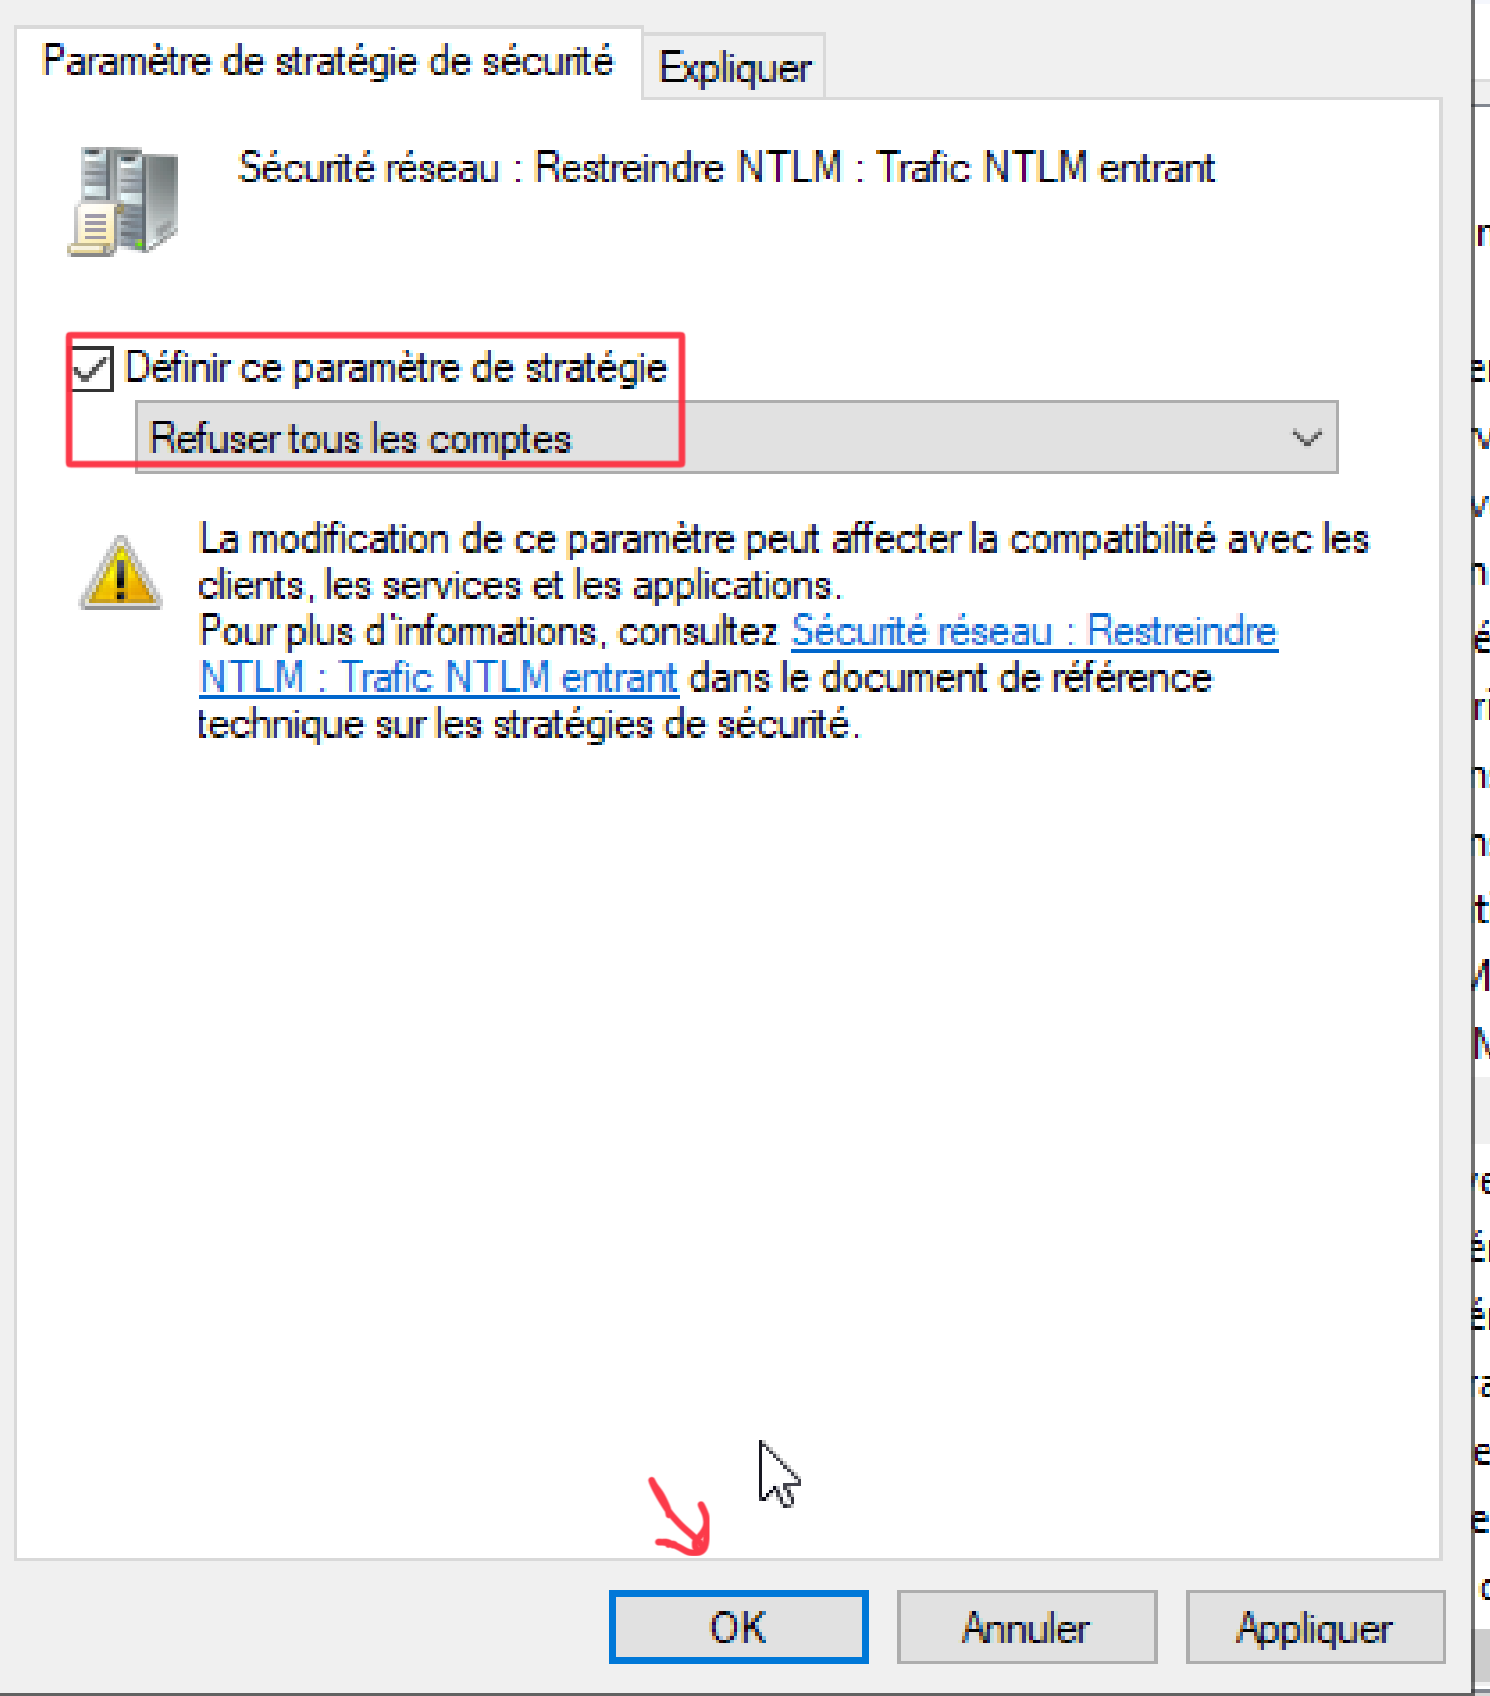 Paramètre de stratégie de sécurité
Expliquer
Sécurité réseau : Restreindre NTLM : Trafic NTLM entrant
Définir ce paramètre de stratégie
Refuser tous les comptes
La modification de ce paramètre peut affecter la compatibilité avec les
clients, les services et les applications.
Pour plus d'informations, consultez Sécurité réseau : Restreindre
NTLM : Trafic NTLM entrant dans le document de référence
technique sur les stratégies de sécurité.
OK
Annuler
Appliquer